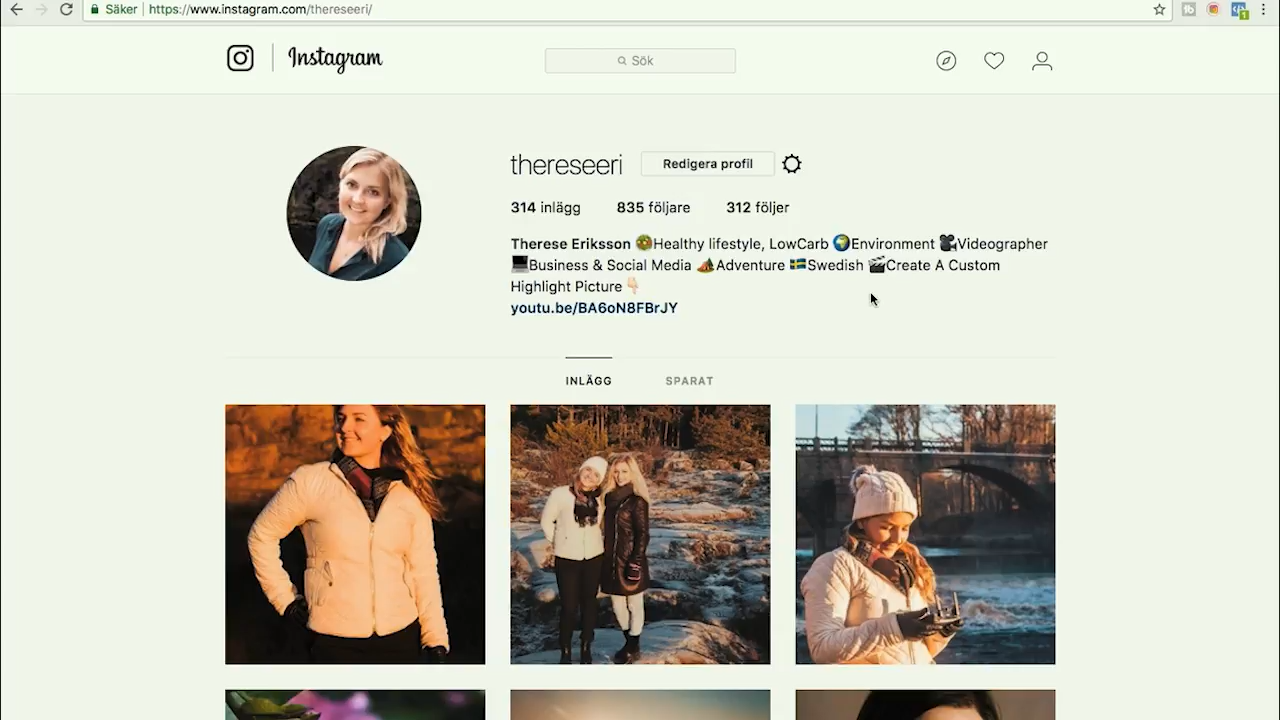 Säker https://www.instagram.com/thereseeri/
Instagram
Sök
thereseeri Redigera profil
314 inlägg 835 följare 312 följer
Therese Eriksson 🥗Healthy lifestyle, LowCarb 🌍Environment 🎥Videographer
💻Business & Social Media 🏕Adventure 🇸🇪Swedish 🎬Create A Custom
Highlight Picture 👇🏻
youtu.be/BA6oN8FBrJY
INLÄGG SPARAT
1